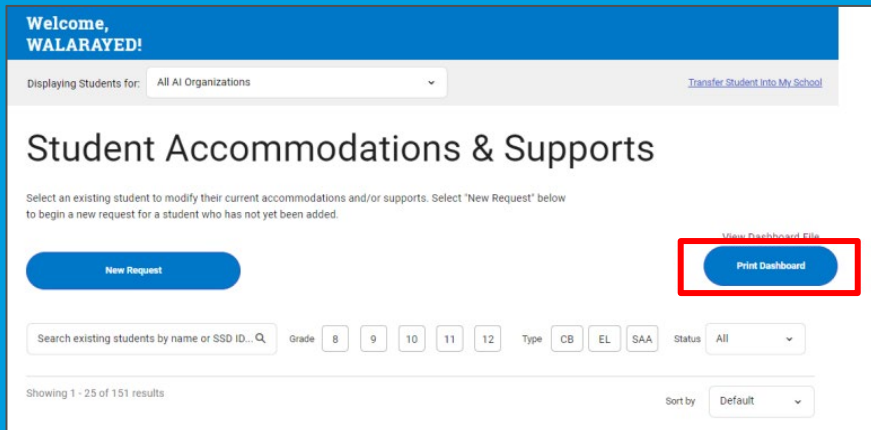 Welcome,
WALARAYED!
Displaying Students for: All AI Organizations Transfer Student Into My School
Student Accommodations & Supports
Select an existing student to modify their current accommodations and/or supports. Select "New Request" below
to begin a new request for a student who has not yet been added.
View Dashboard File
New Request Print Dashboard
Search existing students by name or SSD ID... Grade 8 9 10 11 12 Type CB EL SAA Status All
Showing 1 - 25 of 151 results
Sort by Default